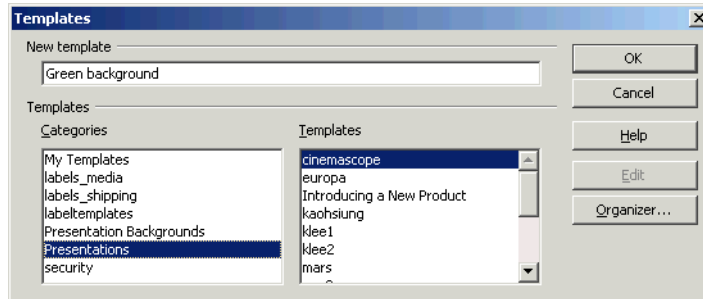 Templates
New template
Green background
OK
Cancel
Templates
Categories
Templates
Help
My Templates
labels_media
labels_shipping
labeltemplates
Presentation Backgrounds
Presentations
security
cinemascope
europa
Introducing a New Product
kaohsiung
klee1
klee2
mars
Edit
Organizer...